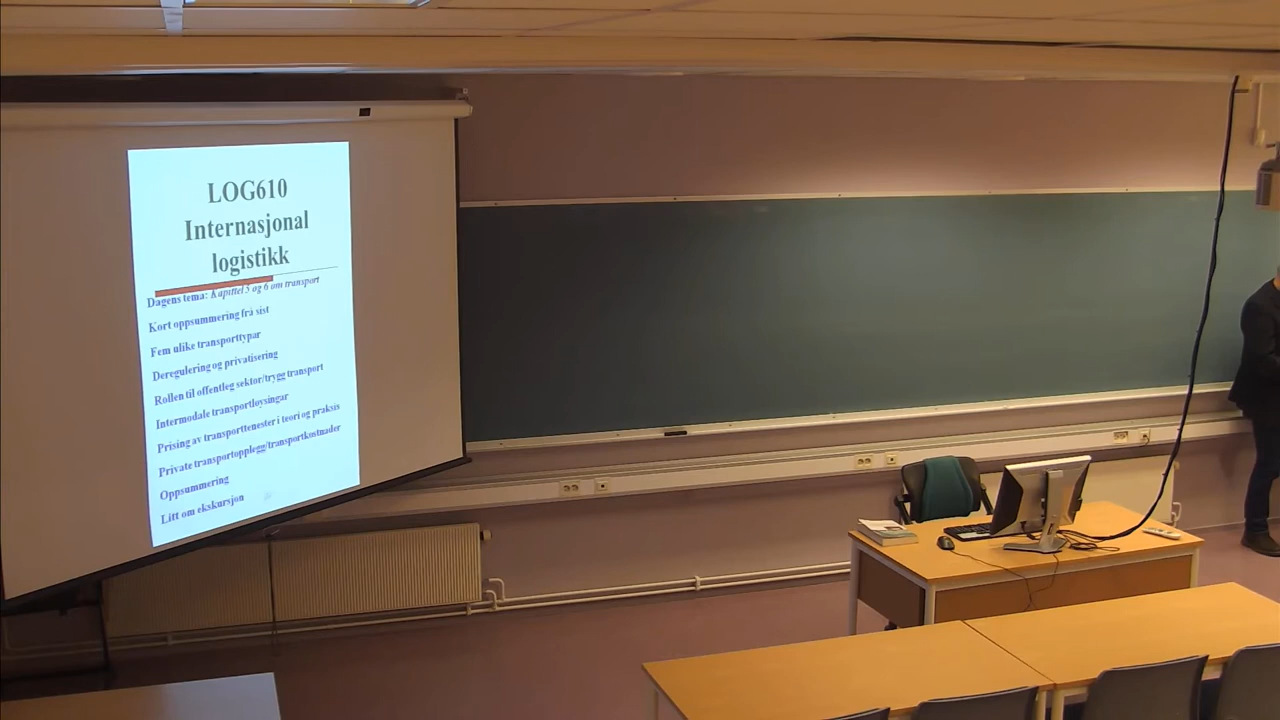 LOG610
Internasjonal
logistikk
Dagens tema: Kapittel 5 og 6 om transport
Kort oppsummering frå sist
Fem ulike transporttypar
Deregulering og privatisering
Rollen til offentleg sektor/trygg transport
Intermodale transportløysingar
Prising av transporttenester i teori og praksis
Private transportopplegg/transportkostnader
Oppsummering
Litt om ekskursjon